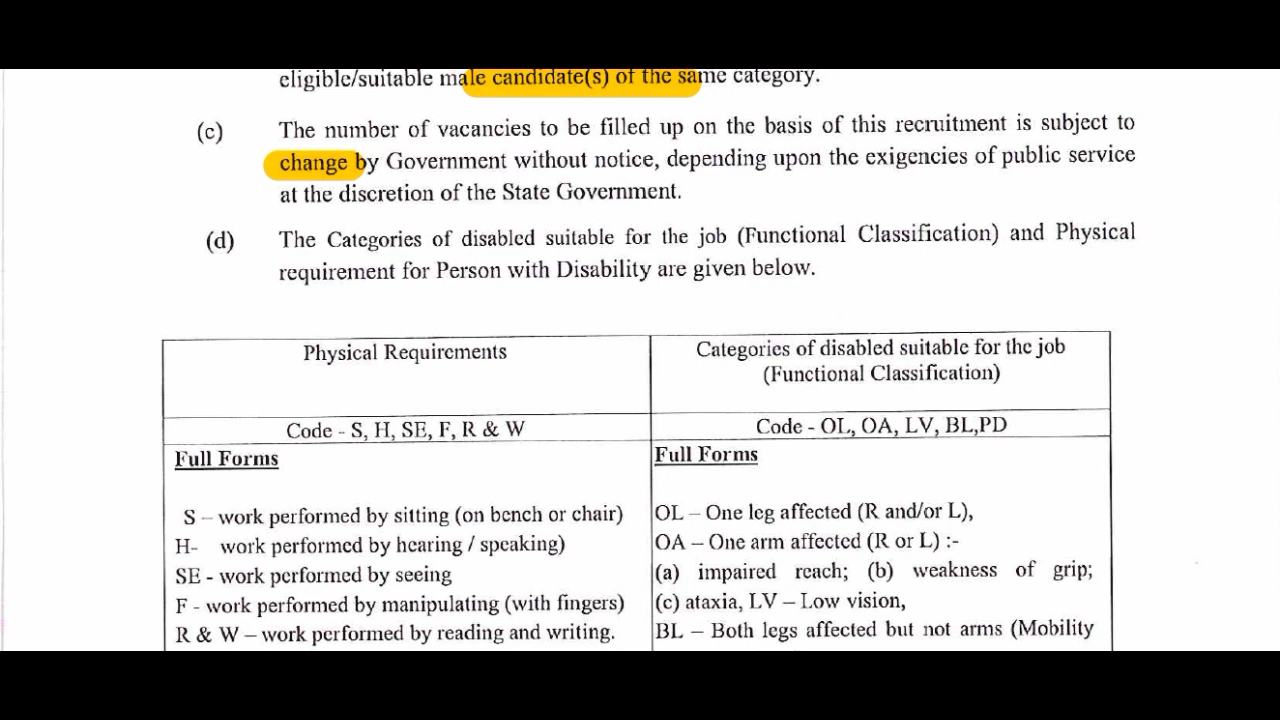 eligible/suitable male candidate(s) of the same category.
(c) The number of vacancies to be filled up on the basis of this recruitment is subject to
change by Government without notice, depending upon the exigencies of public service
at the discretion of the State Government.
(d) The Categories of disabled suitable for the job (Functional Classification) and Physical
requirement for Person with Disability are given below.
Physical Requirements
Categories of disabled suitable for the job
(Functional Classification)
Code - S, H, SE, F, R & W
Code - OL, OA, LV, BL,PD
Full Forms
S – work performed by sitting (on bench or chair)
H- work performed by hearing / speaking)
SE - work performed by seeing
F - work performed by manipulating (with fingers)
R & W – work performed by reading and writing.
Full Forms
OL – One leg affected (R and/or L),
OA – One arm affected (R or L) :-
(a) impaired reach; (b) weakness of grip;
(c) ataxia, LV – Low vision,
BL – Both legs affected but not arms (Mobility